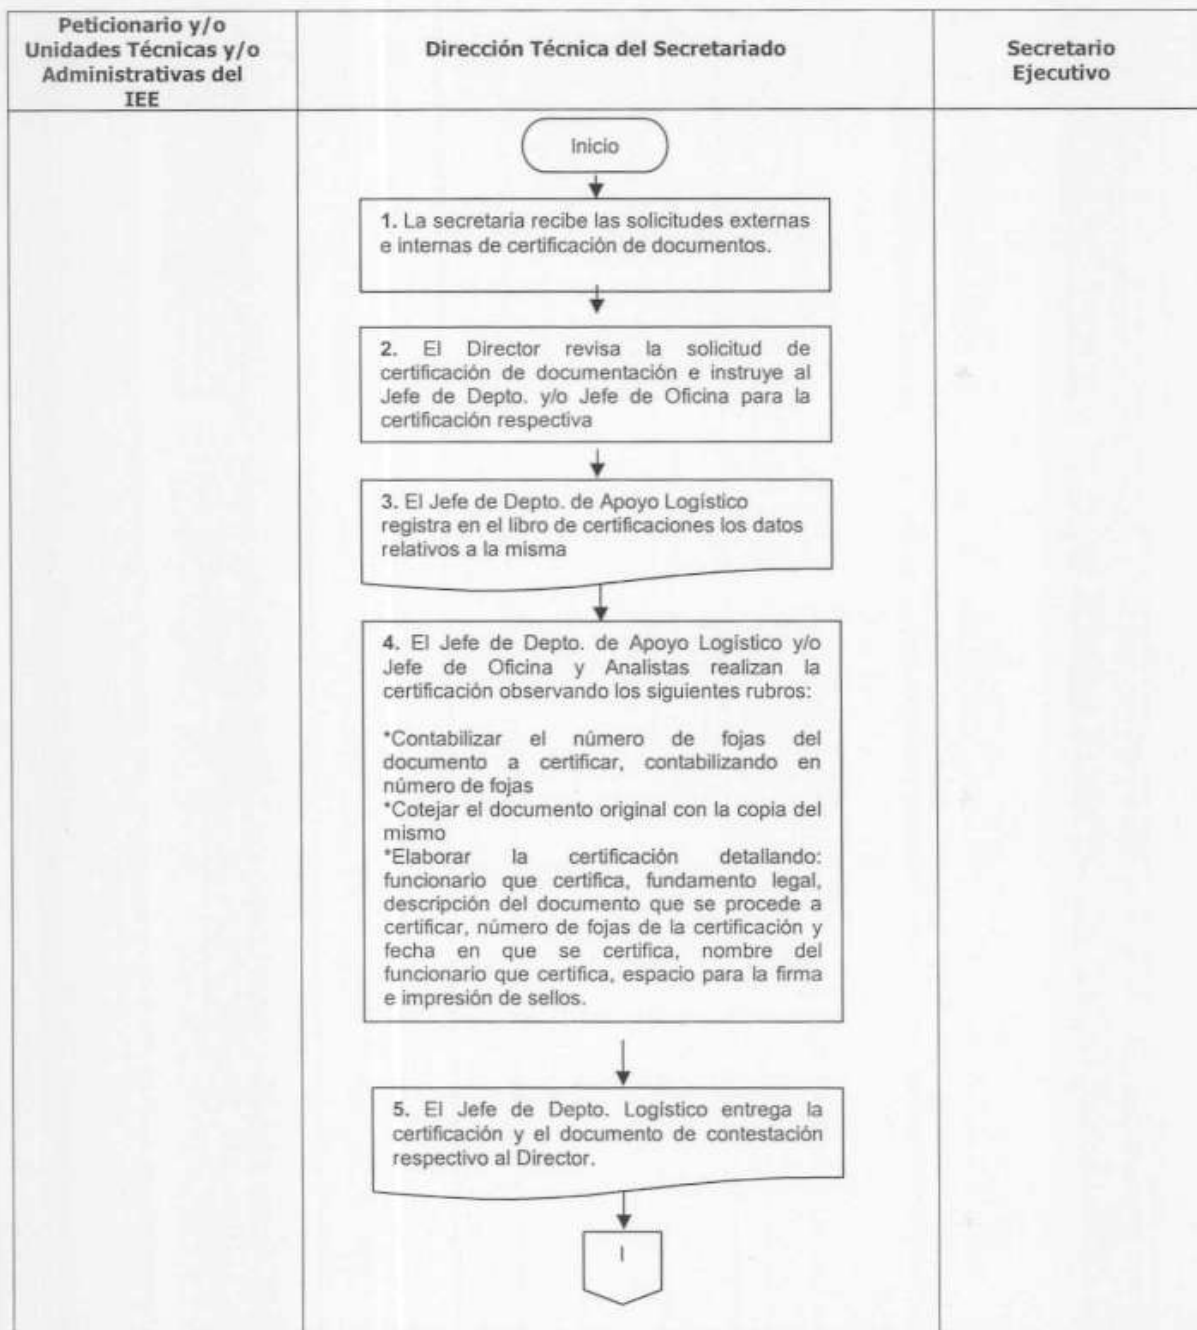 Peticionario y/o
Unidades Técnicas y/o
Administrativas del
IEE
Dirección Técnica del Secretariado
Secretario
Ejecutivo
Inicio
1. La secretaria recibe las solicitudes externas
e internas de certificación de documentos.
2. El Director revisa la solicitud de
certificación de documentación e instruye al
Jefe de Depto. y/o Jefe de Oficina para la
certificación respectiva
3. El Jefe de Depto. de Apoyo Logístico
registra en el libro de certificaciones los datos
relativos a la misma
4. El Jefe de Depto. de Apoyo Logístico y/o
Jefe de Oficina y Analistas realizan la
certificación observando los siguientes rubros:
*Contabilizar el número de fojas del
documento a certificar, contabilizando en
número de fojas
*Cotejar el documento original con la copia del
mismo
*Elaborar la certificación detallando:
funcionario que certifica, fundamento legal,
descripción del documento que se procede a
certificar, número de fojas de la certificación y
fecha en que se certifica, nombre del
funcionario que certifica, espacio para la firma
e impresión de sellos.
5. El Jefe de Depto. Logístico entrega la
certificación y el documento de contestación
respectivo al Director.
I